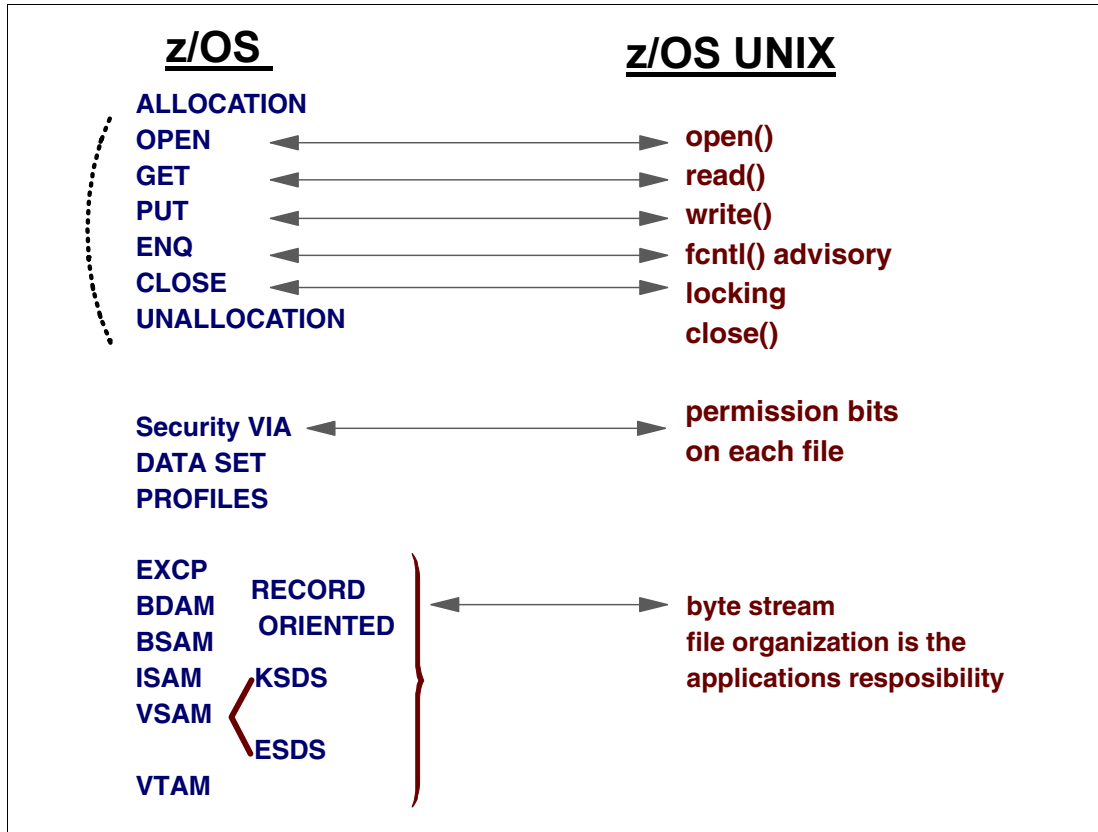 z/OS
z/OS UNIX
ALLOCATION
OPEN
GET
PUT
ENQ
CLOSE
UNALLOCATION
open()
read()
write()
fcntl() advisory
locking
close()
Security VIA
DATA SET
PROFILES
permission bits
on each file
EXCP
BDAM
BSAM
ISAM
VSAM
VTAM
RECORD
ORIENTED
KSDS
ESDS
byte stream
file organization is the
applications resposibility